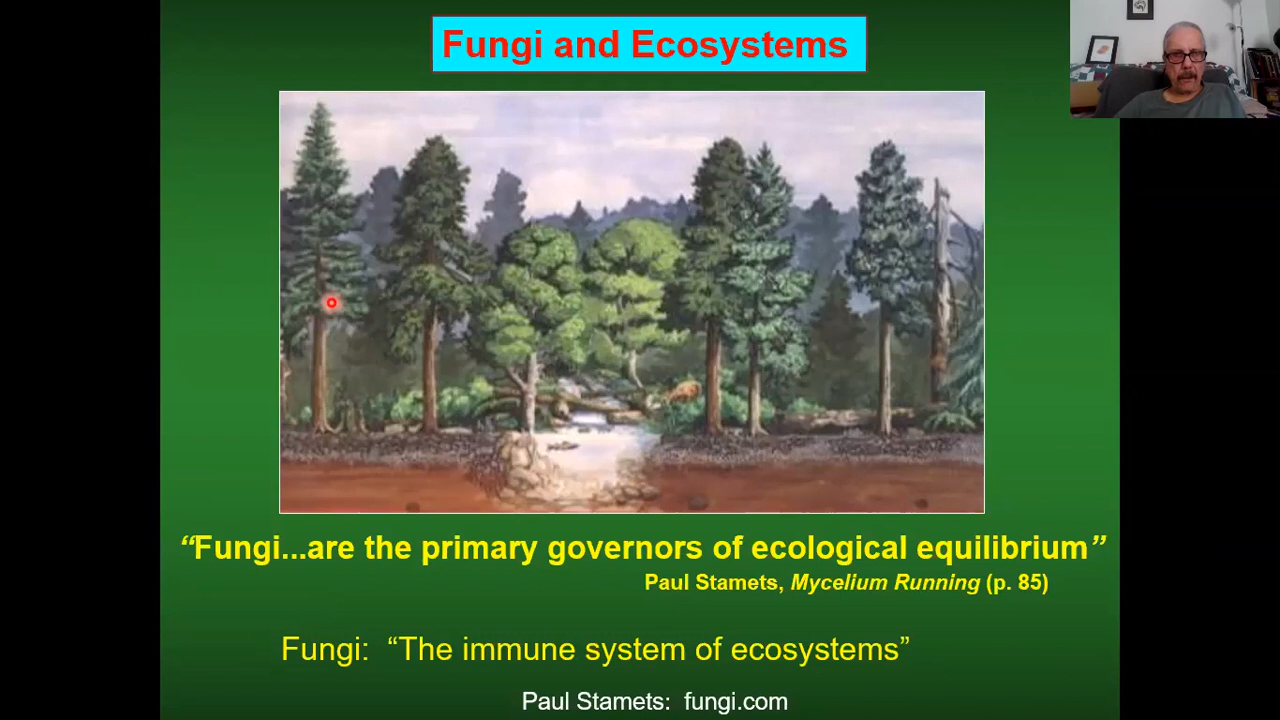 Fungi and Ecosystems
“Fungi...are the primary governors of ecological equilibrium”
Paul Stamets, Mycelium Running (p. 85)
Fungi: “The immune system of ecosystems”
Paul Stamets: fungi.com